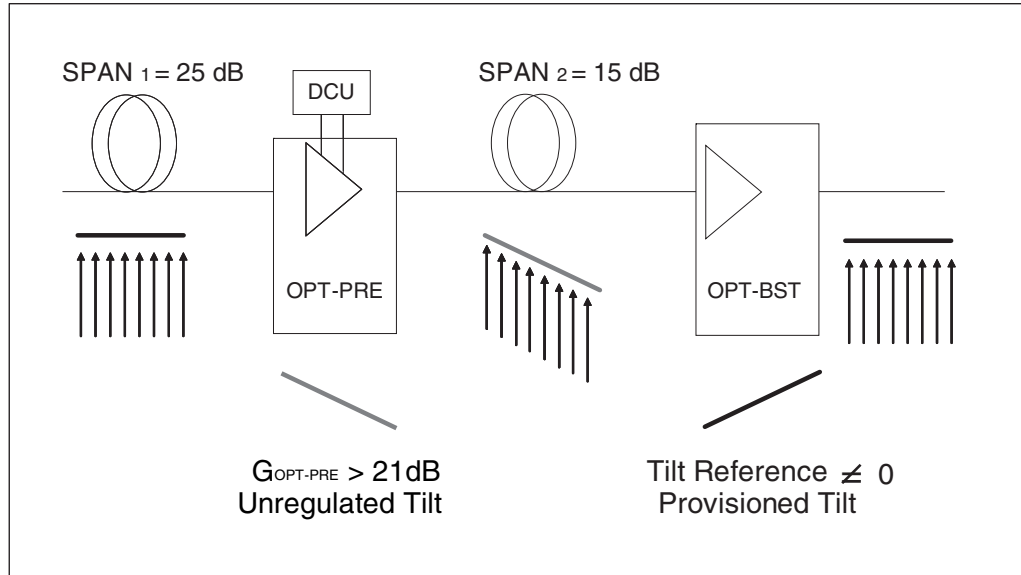 SPAN 1 = 25 dB
DCU
SPAN 2 = 15 dB
OPT-PRE
OPT-BST
GOPT-PRE > 21dB
Unregulated Tilt
Tilt Reference ≠ 0
Provisioned Tilt